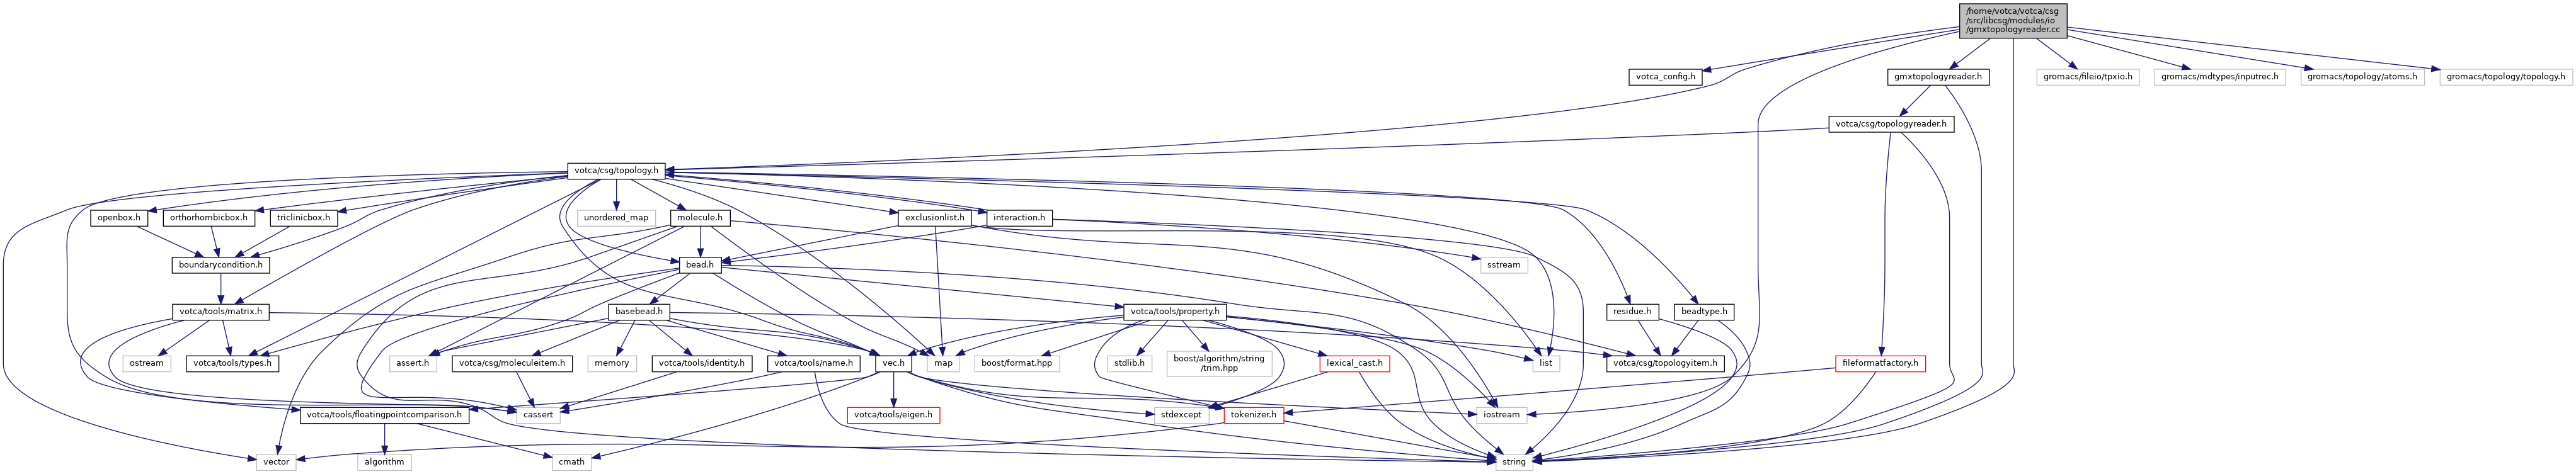 /home/votca/votca/csg
/src/libcsg/modules/io
/gmxtopologyreader.cc
votca_config.h
gmxtopologyreader.h
gromacs/fileio/tpxio.h
gromacs/mdtypes/inputrec.h
gromacs/topology/atoms.h
gromacs/topology/topology.h
votca/csg/topologyreader.h
votca/csg/topology.h
openbox.h
orthorhombicbox.h
triclinicbox.h
unordered_map
molecule.h
exclusionlist.h
interaction.h
boundarycondition.h
bead.h
sstream
votca/tools/matrix.h
basebead.h
votca/tools/property.h
residue.h
beadtype.h
ostream
votca/tools/types.h
assert.h
votca/csg/moleculeitem.h
memory
votca/tools/identity.h
votca/tools/name.h
vec.h
map
boost/format.hpp
stdlib.h
boost/algorithm/string
/trim.hpp
lexical_cast.h
list
votca/csg/topologyitem.h
fileformatfactory.h
votca/tools/floatingpointcomparison.h
cassert
votca/tools/eigen.h
stdexcept
tokenizer.h
iostream
vector
algorithm
cmath
string